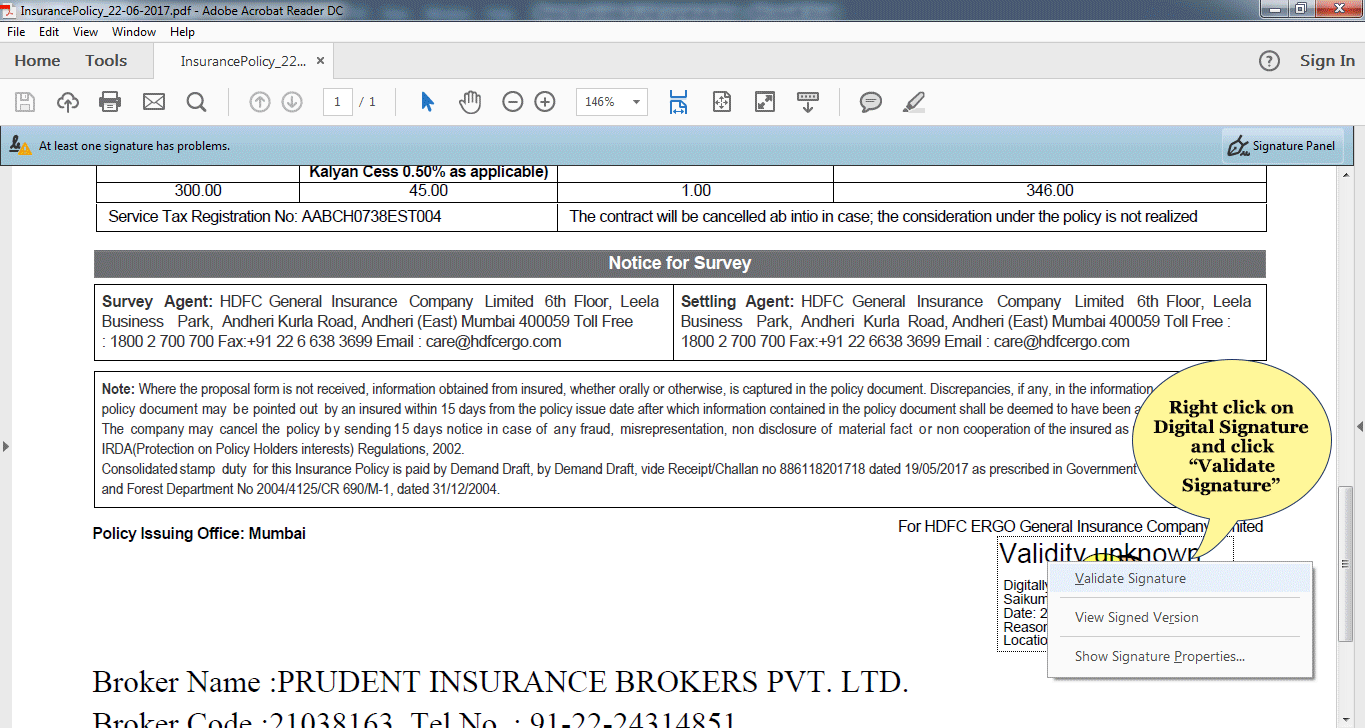 InsurancePolicy_22-06-2017.pdf - Adobe Acrobat Reader DC
File Edit View Window Help
Home Tools InsurancePolicy_22... × ? Sign In
1 / 1 146%
At least one signature has problems. Signature Panel
Kalyan Cess 0.50% as applicable)
300.00 45.00 1.00 346.00
Service Tax Registration No: AABCH0738EST004 The contract will be cancelled ab intio in case; the consideration under the policy is not realized
Notice for Survey
Survey Agent: HDFC General Insurance Company Limited 6th Floor, Leela
Business Park, Andheri Kurla Road, Andheri (East) Mumbai 400059 Toll Free
: 1800 2 700 700 Fax:+91 22 6 638 3699 Email : care@hdfcergo.com
Settling Agent: HDFC General Insurance Company Limited 6th Floor, Leela
Business Park, Andheri Kurla Road, Andheri (East) Mumbai 400059 Toll Free :
1800 2 700 700 Fax:+91 22 6638 3699 Email : care@hdfcergo.com
Note: Where the proposal form is not received, information obtained from insured, whether orally or otherwise, is captured in the policy document. Discrepancies, if any, in the information
policy document may be pointed out by an insured within 15 days from the policy issue date after which information contained in the policy document shall be deemed to have been
The company may cancel the policy by sending 15 days notice in case of any fraud, misrepresentation, non disclosure of material fact or non cooperation of the insured as
IRDA(Protection on Policy Holders interests) Regulations, 2002.
Consolidated stamp duty for this Insurance Policy is paid by Demand Draft, by Demand Draft, vide Receipt/Challan no 886118201718 dated 19/05/2017 as prescribed in Government
and Forest Department No 2004/4125/CR 690/M-1, dated 31/12/2004.
Right click on
Digital Signature
and click
“Validate
Signature”
Policy Issuing Office: Mumbai
For HDFC ERGO General Insurance Company Limited
Validity unknown
Digitally
Saikum
Date: 2
Reason
Locatio
Validate Signature
View Signed Version
Show Signature Properties...
Broker Name :PRUDENT INSURANCE BROKERS PVT. LTD.
Broker Code :21038163, Tel No. : 91-22-24314851